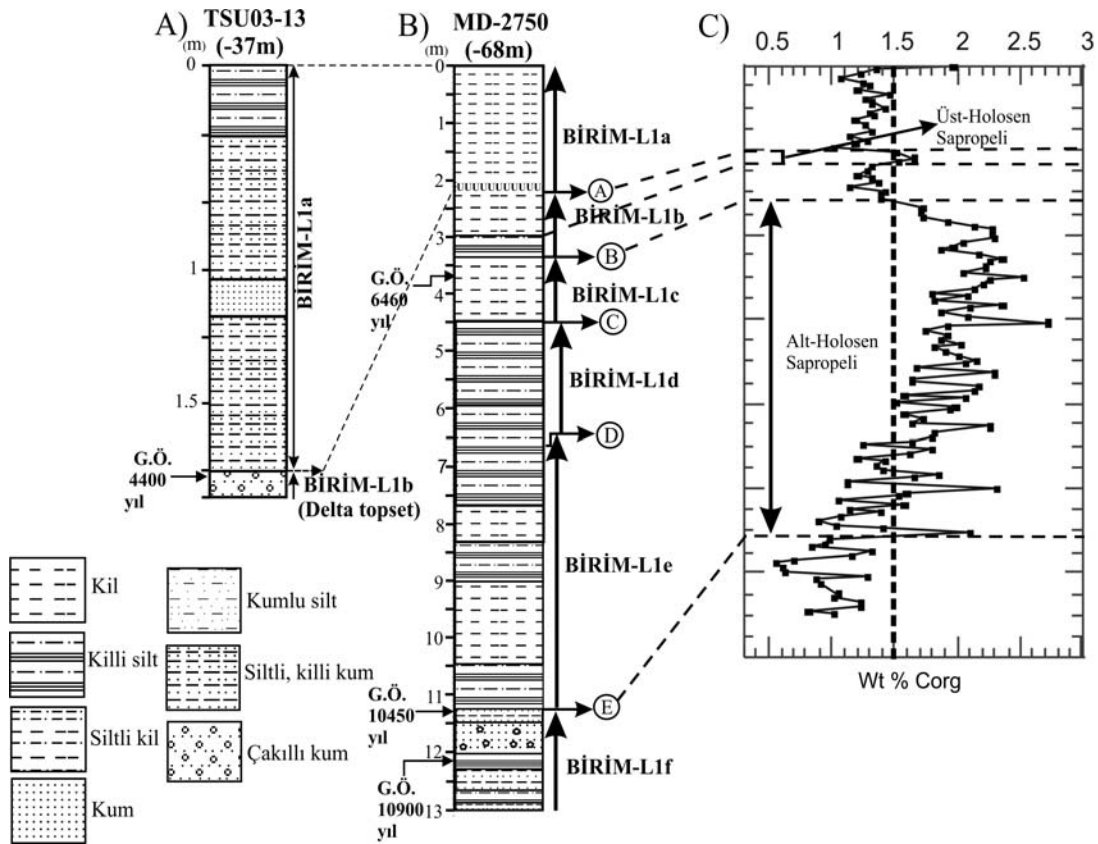 A)
TSU03-13
(-37m)
(m)
0
1
1.5
BİRİM-L1a
G.Ö.
4400
yıl
BİRİM-L1b
(Delta topset)
B)
MD-2750
(-68m)
(m)
0
1
2
3
4
5
6
7
8
9
10
11
12
13
BİRİM-L1a
A
BİRİM-L1b
B
G.Ö.
6460
yıl
BİRİM-L1c
C
BİRİM-L1d
D
BİRİM-L1e
G.Ö.
10450
yıl
E
G.Ö.
10900
yıl
BİRİM-L1f
C)
0.5 1 1.5 2 2.5 3
Üst-Holosen
Sapropeli
Alt-Holosen
Sapropeli
Wt % Corg
Kil
Killi silt
Siltli kil
Kum
Kumlu silt
Siltli, killi kum
Çakıllı kum